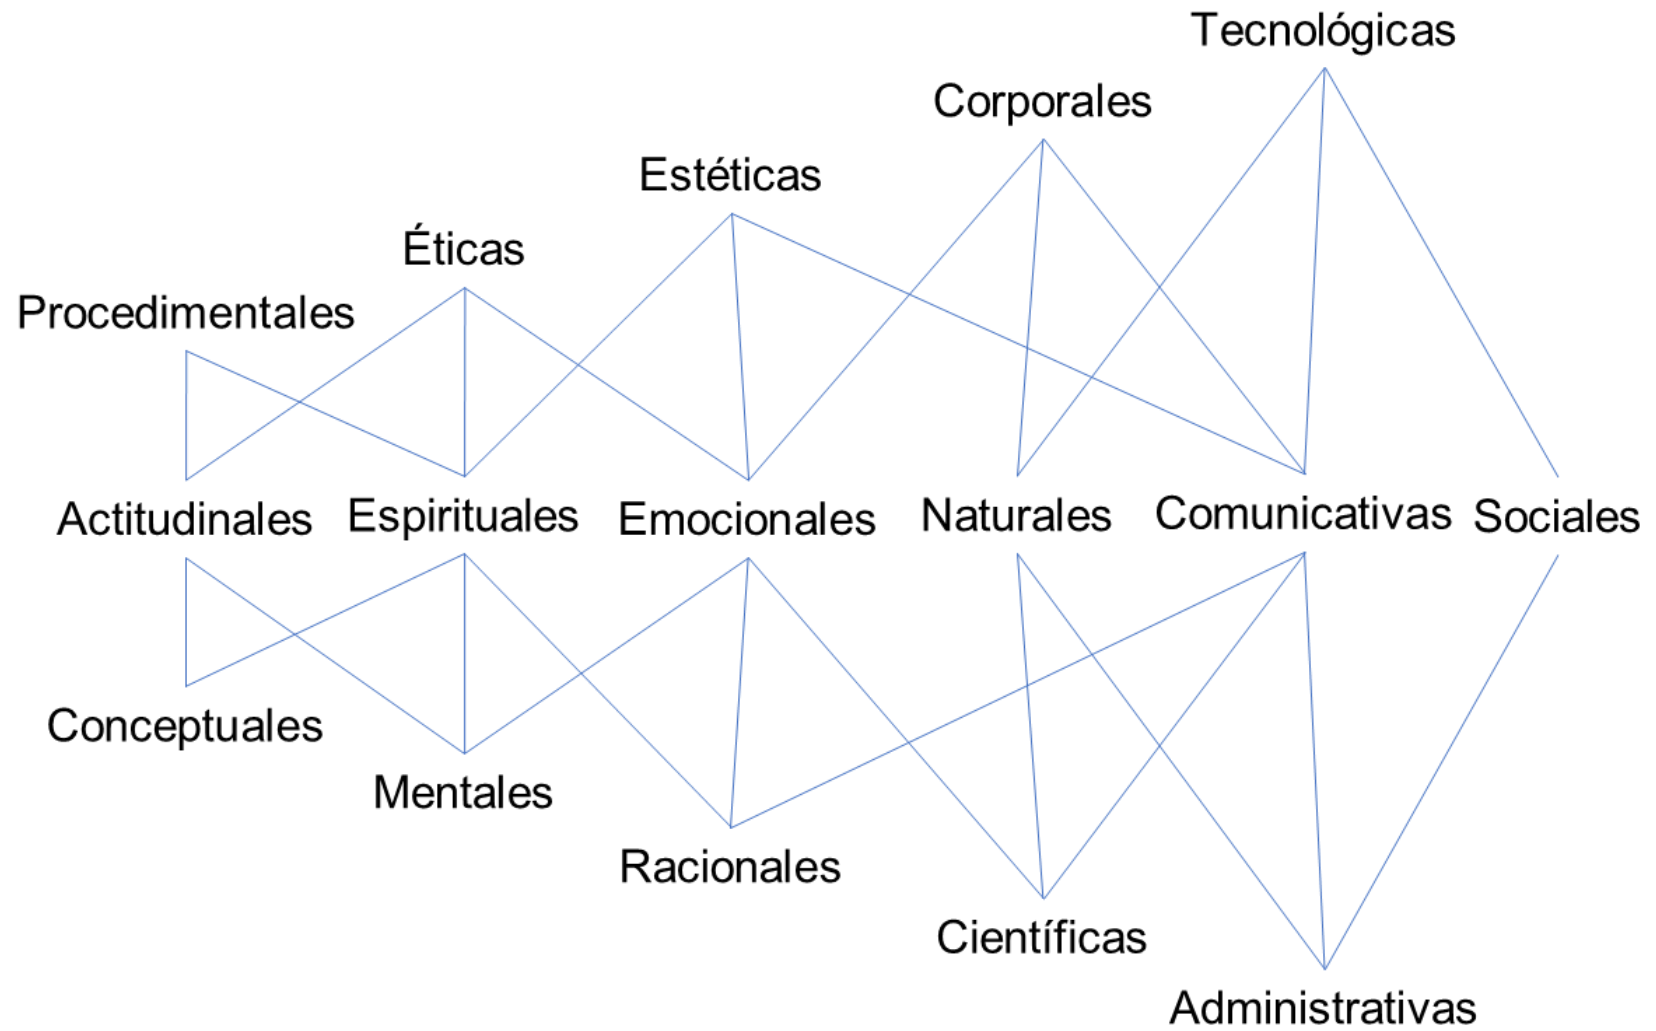 Tecnológicas
Corporales
Estéticas
Éticas
Procedimentales
Actitudinales
Espirituales
Emocionales
Naturales
Comunicativas
Sociales
Conceptuales
Mentales
Racionales
Científicas
Administrativas